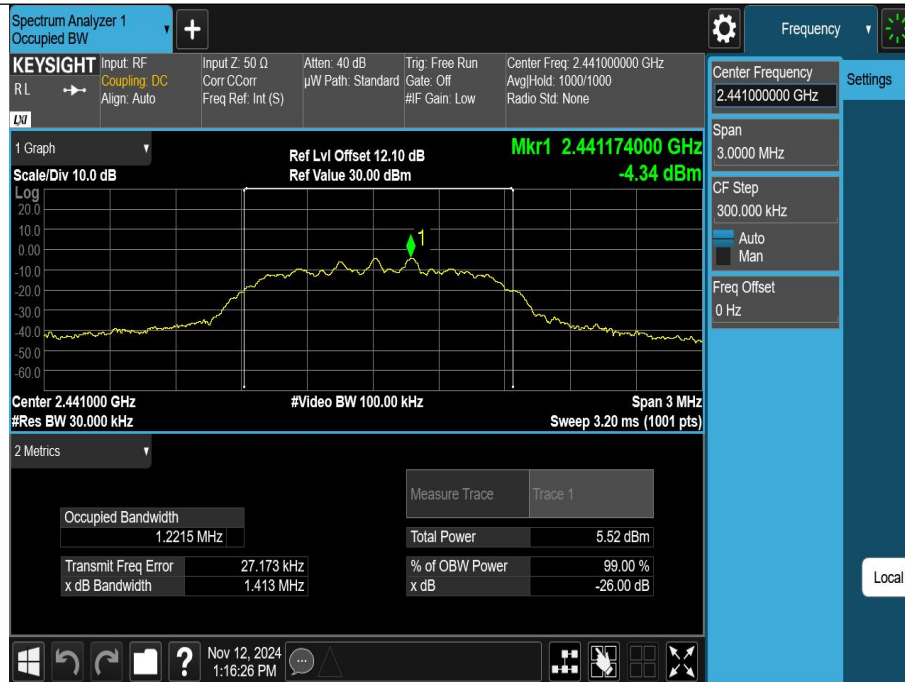 Spectrum Analyzer 1
Occupied BW
▼
+
Frequency
▼
KEYSIGHT
Input: RF
Input Z: 50 Ω
Atten: 40 dB
Trig: Free Run
Center Freq: 2.441000000 GHz
RL
Coupling: DC
Corr CCorr
µW Path: Standard
Gate: Off
Avg|Hold: 1000/1000
Align: Auto
Freq Ref: Int (S)
#IF Gain: Low
Radio Std: None
LXI
1 Graph
▼
Ref Lvl Offset 12.10 dB
Mkr1 2.441174000 GHz
Scale/Div 10.0 dB
Ref Value 30.00 dBm
-4.34 dBm
Log
20.0
10.0
0.00
-10.0
-20.0
-30.0
-40.0
-50.0
-60.0
1
Center 2.441000 GHz
#Video BW 100.00 kHz
Span 3 MHz
#Res BW 30.000 kHz
Sweep 3.20 ms (1001 pts)
2 Metrics
▼
Measure Trace
Trace 1
Occupied Bandwidth
1.2215 MHz
Total Power
5.52 dBm
Transmit Freq Error
27.173 kHz
% of OBW Power
99.00 %
x dB Bandwidth
1.413 MHz
x dB
-26.00 dB
Center Frequency
2.441000000 GHz
Settings
Span
3.0000 MHz
CF Step
300.000 kHz
Auto
Man
Freq Offset
0 Hz
Local
?
Nov 12, 2024
1:16:26 PM
...